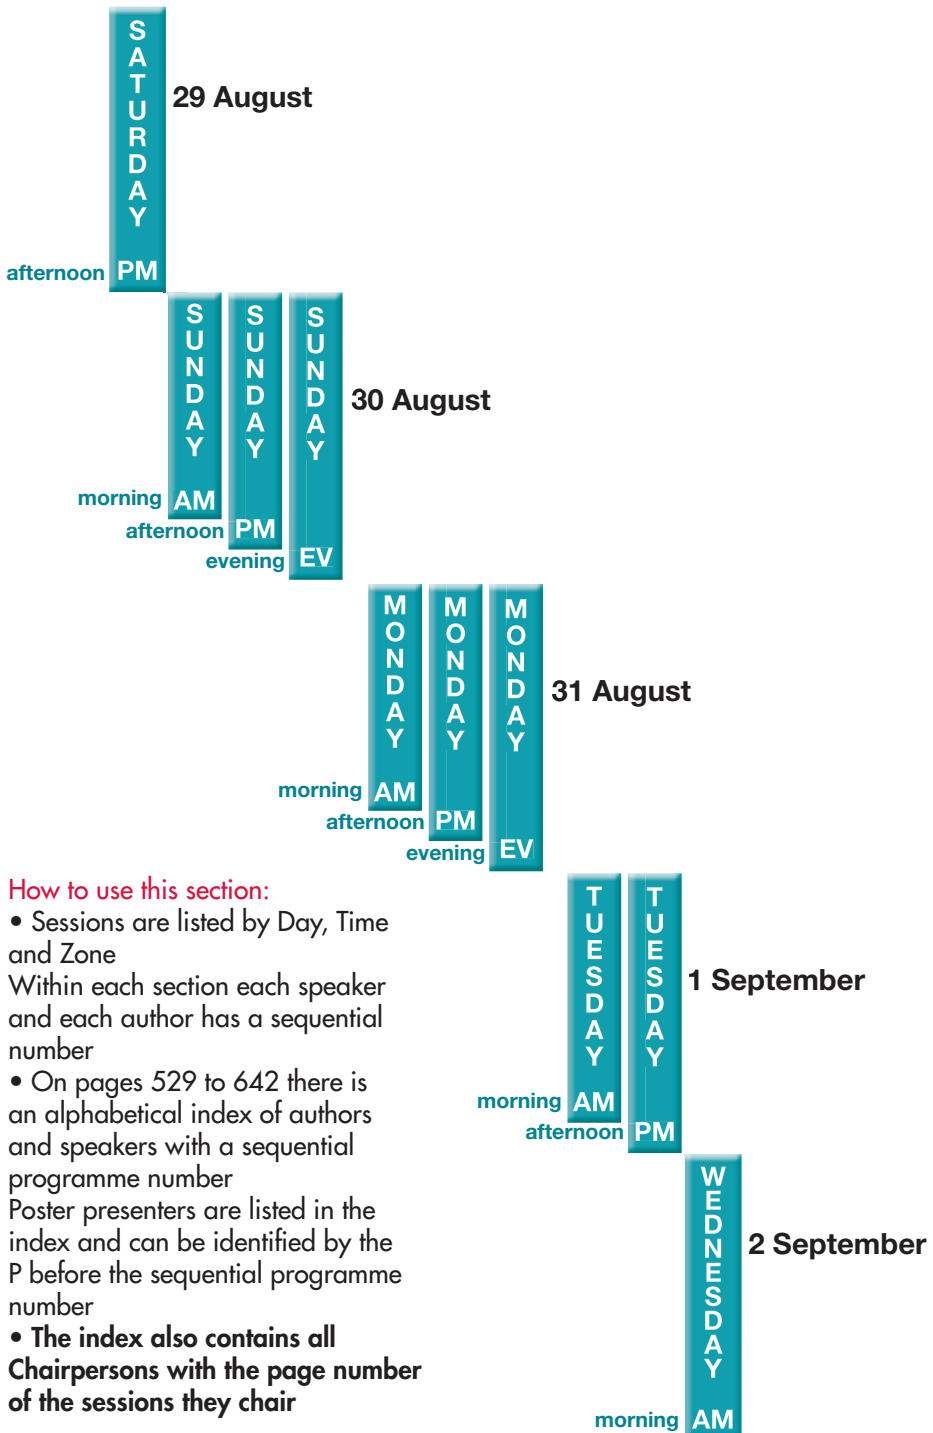 SATURDAY
29 August
afternoon PM
SUNDAY SUNDAY SUNDAY
30 August
morning AM
afternoon PM
evening EV
MONDAY MONDAY MONDAY
31 August
morning AM
afternoon PM
evening EV
TUESDAY TUESDAY
1 September
morning AM
afternoon PM
WEDNESDAY
2 September
morning AM
How to use this section:
• Sessions are listed by Day, Time
and Zone
Within each section each speaker
and each author has a sequential
number
• On pages 529 to 642 there is
an alphabetical index of authors
and speakers with a sequential
programme number
Poster presenters are listed in the
index and can be identified by the
P before the sequential programme
number
• The index also contains all
Chairpersons with the page number
of the sessions they chair